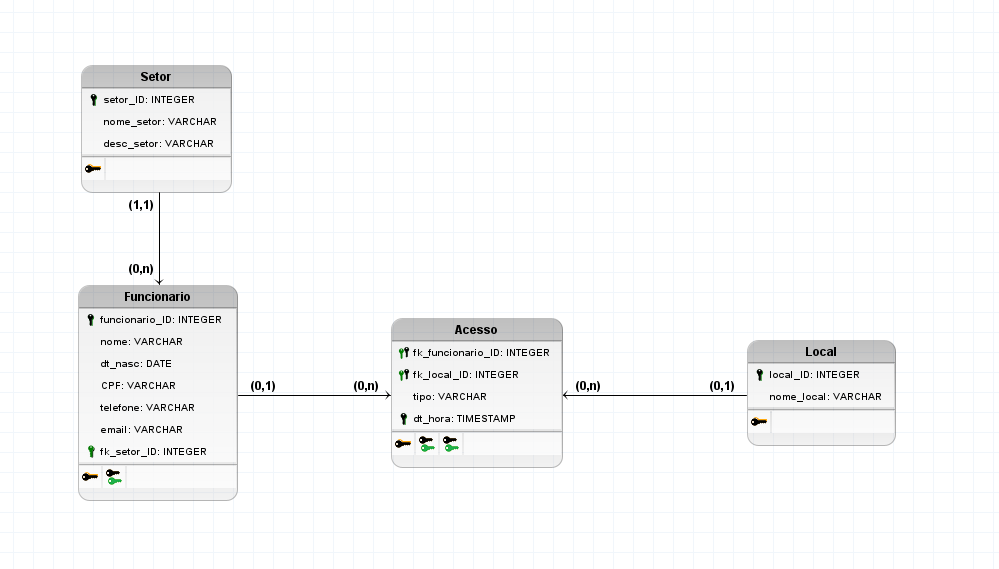 Setor
setor_ID: INTEGER
nome_setor: VARCHAR
desc_setor: VARCHAR
(1,1)
(0,n)
Funcionario
funcionario_ID: INTEGER
nome: VARCHAR
dt_nasc: DATE
CPF: VARCHAR
telefone: VARCHAR
email: VARCHAR
fk_setor_ID: INTEGER
(0,1)
(0,n)
Acesso
fk_funcionario_ID: INTEGER
fk_local_ID: INTEGER
tipo: VARCHAR
dt_hora: TIMESTAMP
(0,n)
(0,1)
Local
local_ID: INTEGER
nome_local: VARCHAR